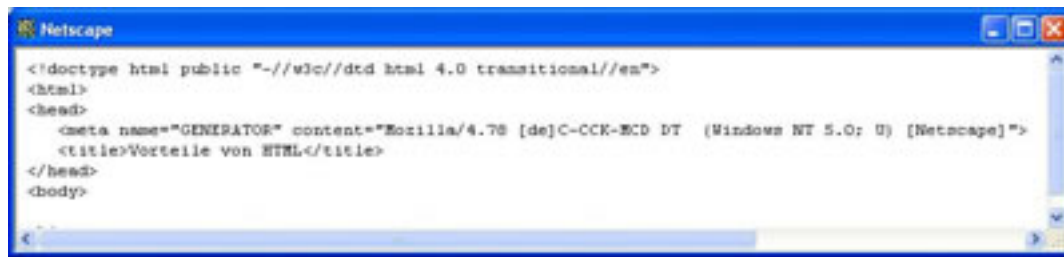 Netscape
<!doctype html public "-//w3c//dtd html 4.0 transitional//en">
<html>
<head>
<meta name="GENERATOR" content="Mozilla/4.78 [de]C-CCK-MCD DT (Windows NT 5.0; U) [Netscape]">
<title>Vorteile von HTML</title>
</head>
<body>